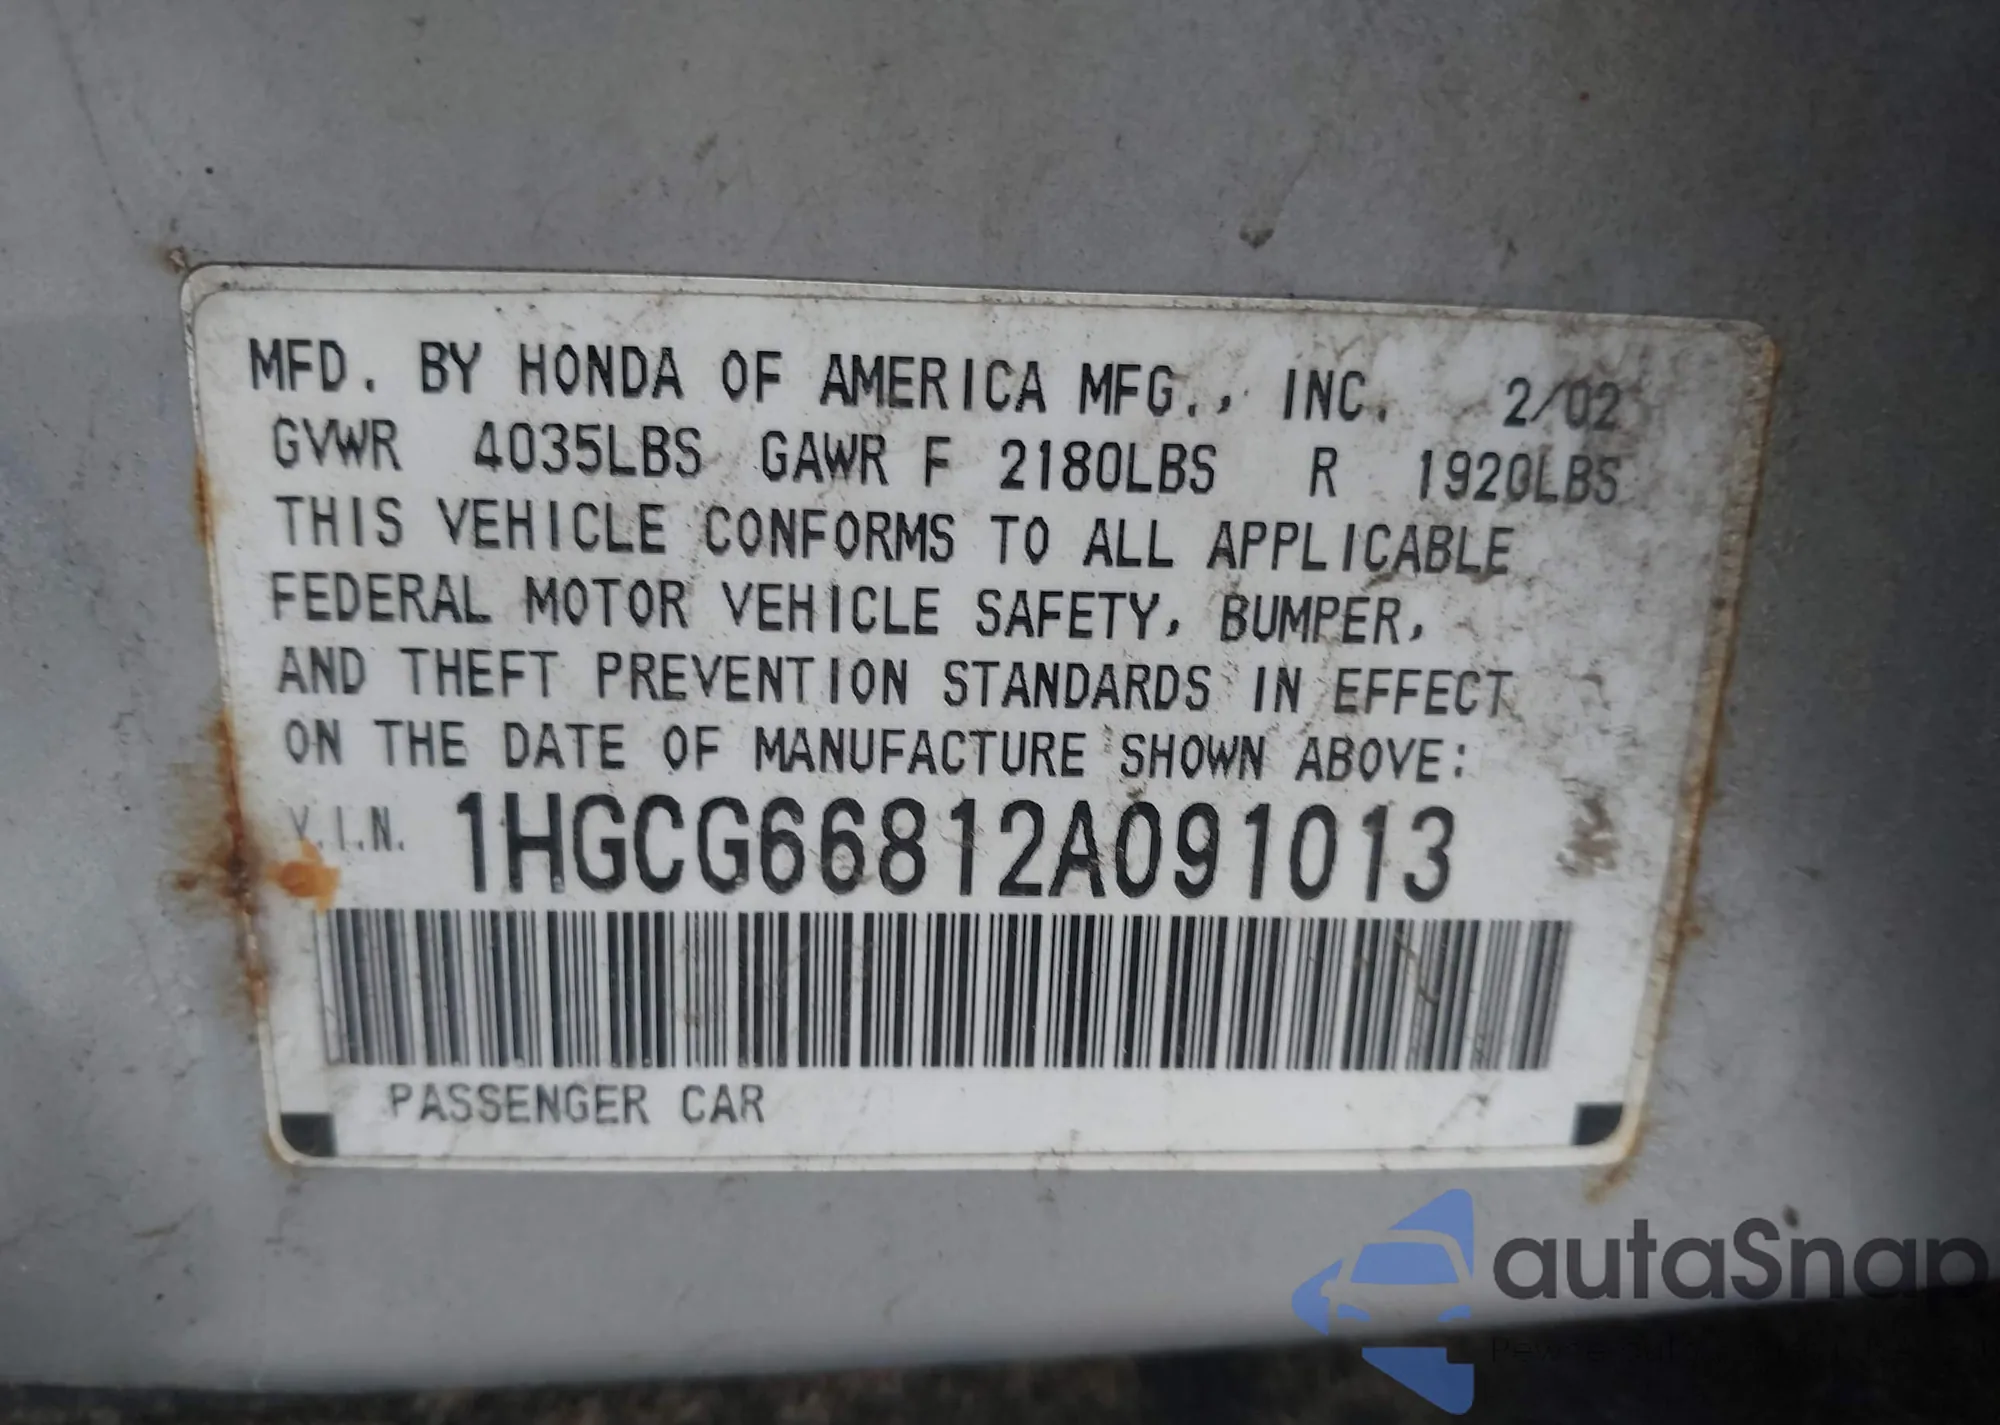 MFD. BY HONDA OF AMERICA MFG., INC. 2/02
GVWR 4035LBS GAWR F 2180LBS R 1920LBS
THIS VEHICLE CONFORMS TO ALL APPLICABLE
FEDERAL MOTOR VEHICLE SAFETY, BUMPER,
AND THEFT PREVENTION STANDARDS IN EFFECT
ON THE DATE OF MANUFACTURE SHOWN ABOVE:
V.I.N. 1HGCG66812A091013
PASSENGER CAR
autaSnap